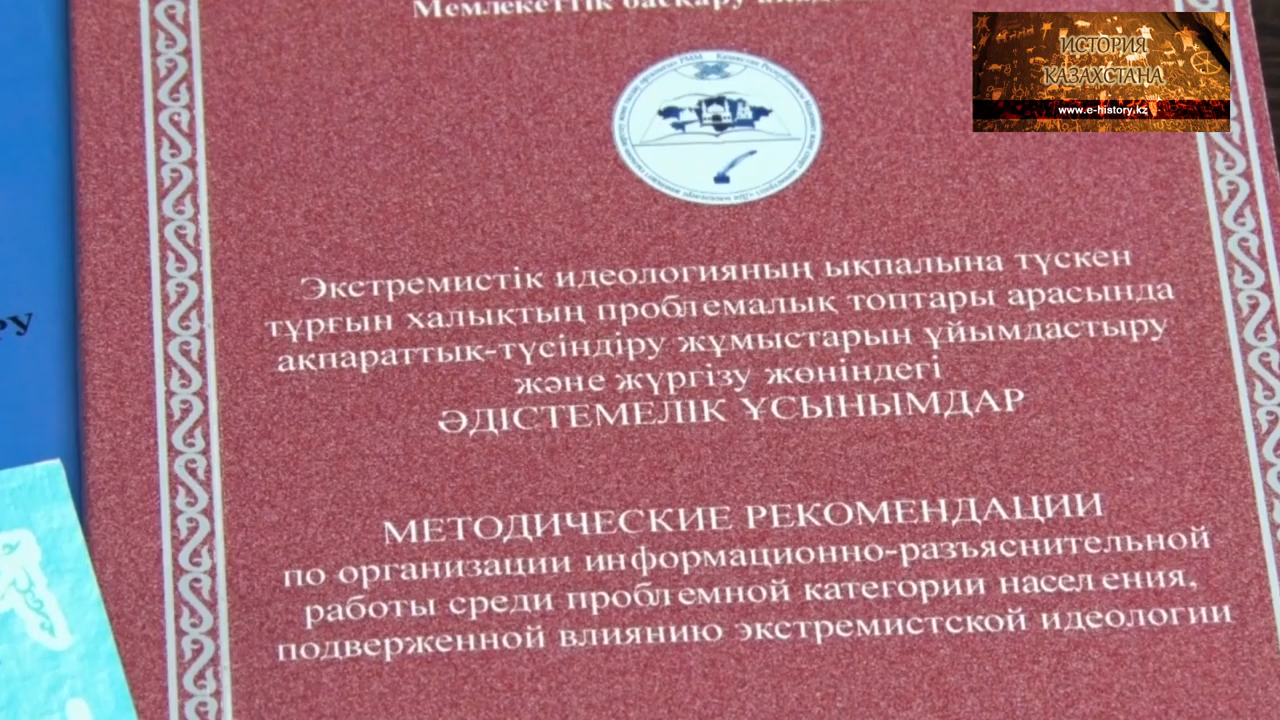 Мемлекеттік басқару
ИСТОРИЯ
КАЗАХСТАНА
www.e-history.kz
Экстремистік идеологияның ықпалына түскен
тұрғын халықтың проблемалық топтары арасында
ақпараттық-түсіндіру жұмыстарын ұйымдастыру
және жүргізу жөніндегі
ӘДІСТЕМЕЛІК ҰСЫНЫМДАР
МЕТОДИЧЕСКИЕ РЕКОМЕНДАЦИИ
по организации информационно-разъяснительной
работы среди проблемной категории населения,
подверженной влиянию экстремистской идеологии
РУ